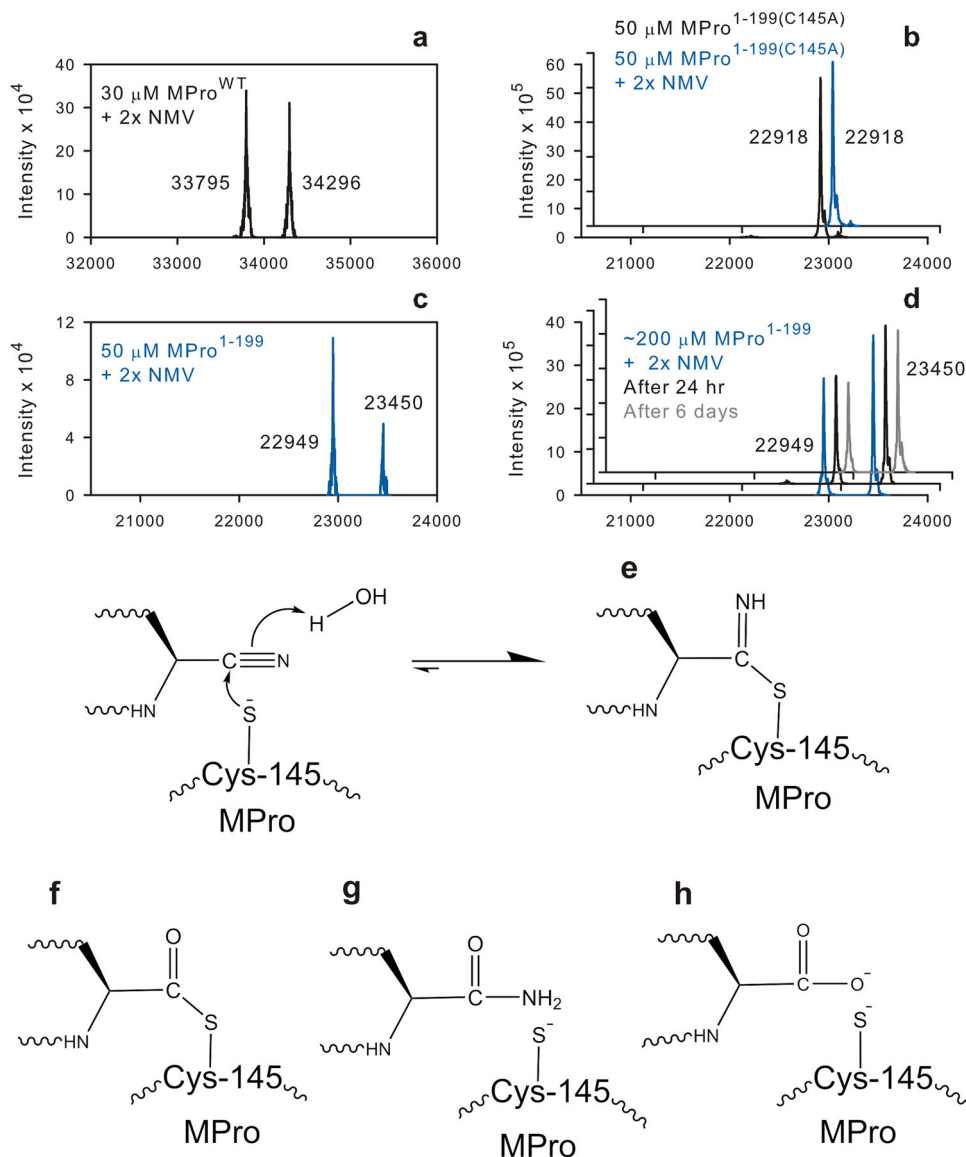 a
30 μM MPro^WT
+ 2x NMV
33795
34296
Intensity x 10^4
40
30
20
10
0
32000 33000 34000 35000 36000
b
50 μM MPro^1-199(C145A)
50 μM MPro^1-199(C145A)
+ 2x NMV
22918
22918
Intensity x 10^5
60
50
40
30
20
10
0
21000 22000 23000 24000
c
50 μM MPro^1-199
+ 2x NMV
22949
23450
Intensity x 10^4
12
8
4
0
21000 22000 23000 24000
d
~200 μM MPro^1-199
+ 2x NMV
After 24 hr
After 6 days
22949
23450
Intensity x 10^5
40
30
20
10
0
21000 22000 23000 24000
H
OH
C
N
HN
S^-
Cys-145
MPro
e
NH
C
S
HN
Cys-145
MPro
f
O
C
S
HN
Cys-145
MPro
g
O
C
NH2
HN
S^-
Cys-145
MPro
h
O
C
O^-
HN
S^-
Cys-145
MPro